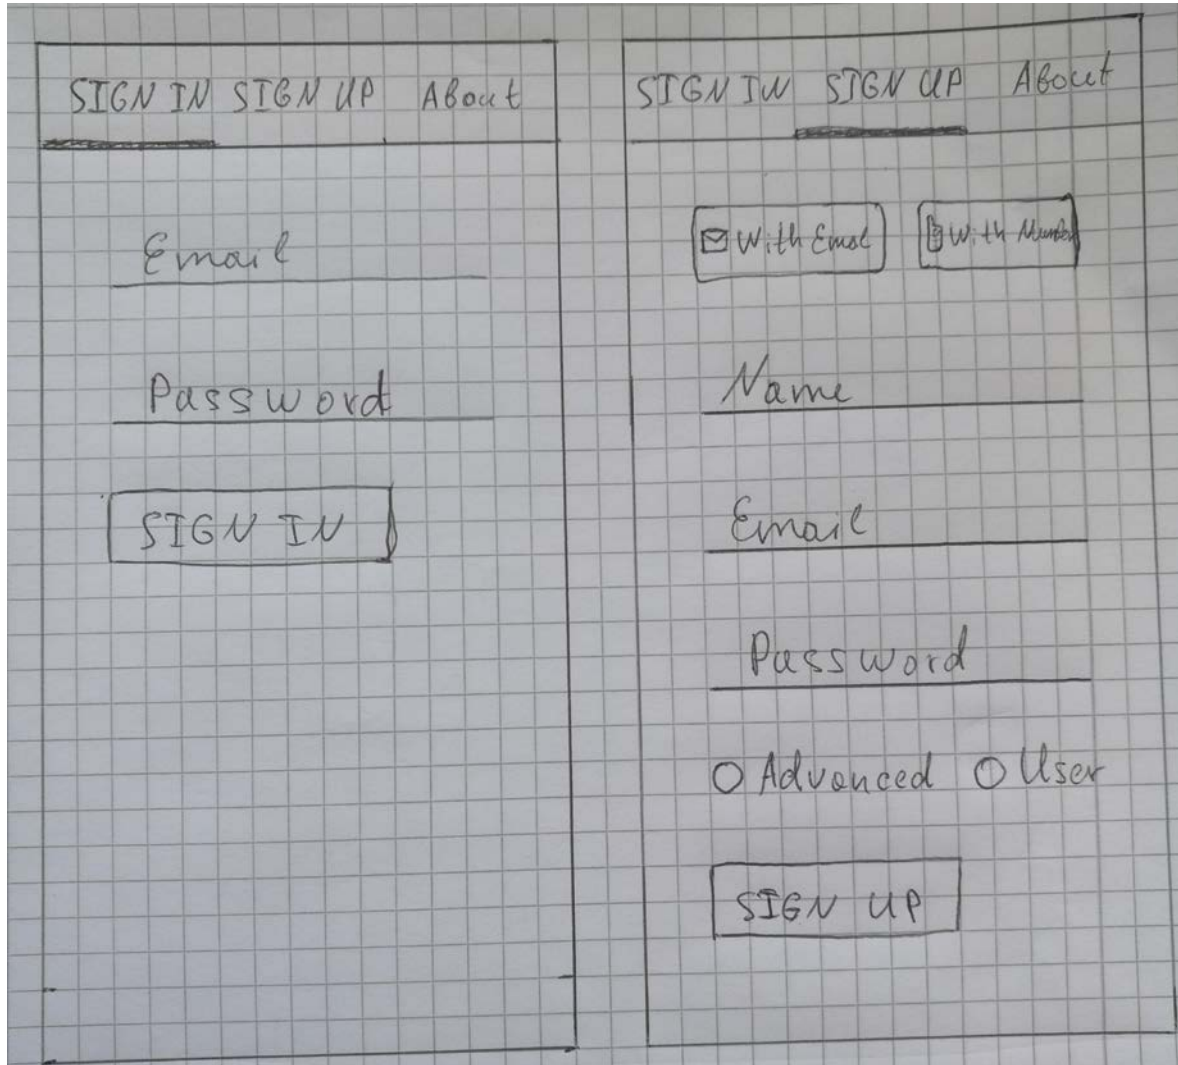 SIGN IN SIGN UP About
Email
Password
SIGN IN
SIGN IN SIGN UP About
With Email
With Number
Name
Email
Password
Advanced User
SIGN UP